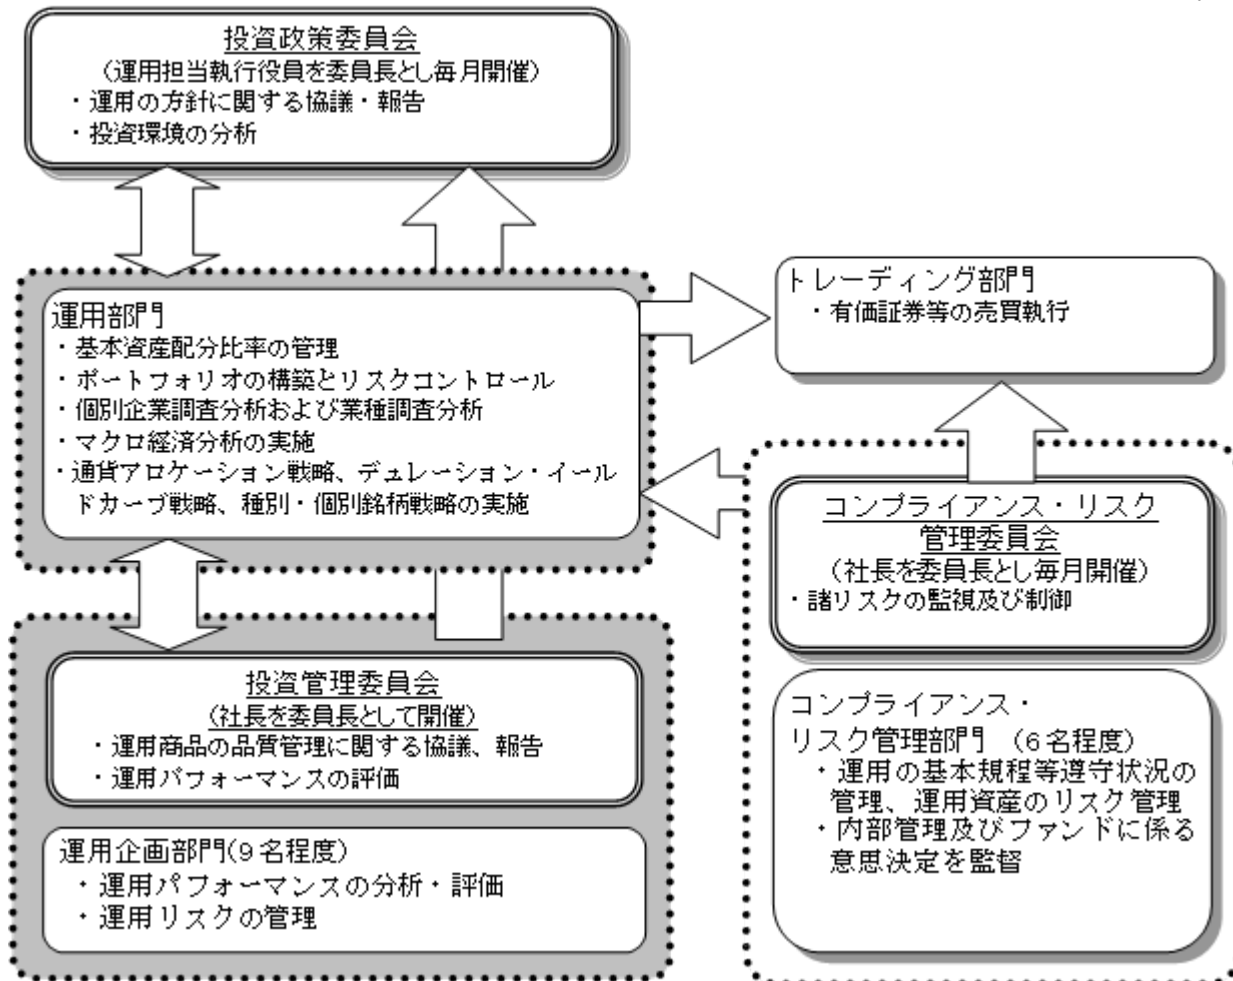 投資政策委員会
(運用担当執行役員を委員長とし毎月開催)
・運用の方針に関する協議・報告
・投資環境の分析
運用部門
・基本資産配分比率の管理
・ポートフォリオの構築とリスクコントロール
・個別企業調査分析および業種調査分析
・マクロ経済分析の実施
・通貨アロケーション戦略、デュレーション・イール
ドカーブ戦略、種別・個別銘柄戦略の実施
トレーディング部門
・有価証券等の売買執行
コンプライアンス・リスク
管理委員会
(社長を委員長とし毎月開催)
・諸リスクの監視及び制御
コンプライアンス・
リスク管理部門 (6名程度)
・運用の基本規程等遵守状況の
管理、運用資産のリスク管理
・内部管理及びファンドに係る
意思決定を監督
投資管理委員会
(社長を委員長として開催)
・運用商品の品質管理に関する協議、報告
・運用パフォーマンスの評価
運用企画部門(9名程度)
・運用パフォーマンスの分析・評価
・運用リスクの管理